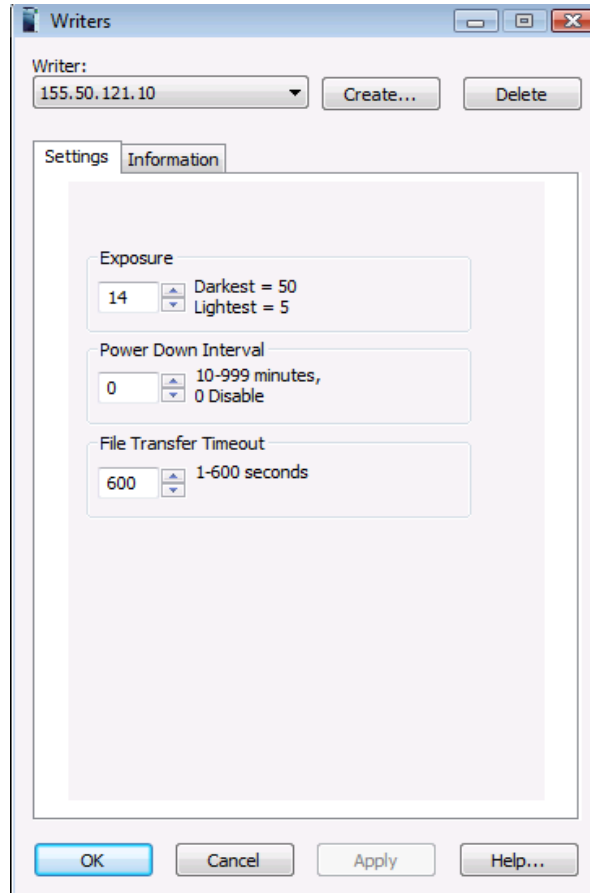 Writers
Writer:
155.50.121.10
Create...
Delete
Settings
Information
Exposure
14
Darkest = 50
Lightest = 5
Power Down Interval
0
10-999 minutes,
0 Disable
File Transfer Timeout
600
1-600 seconds
OK
Cancel
Apply
Help...